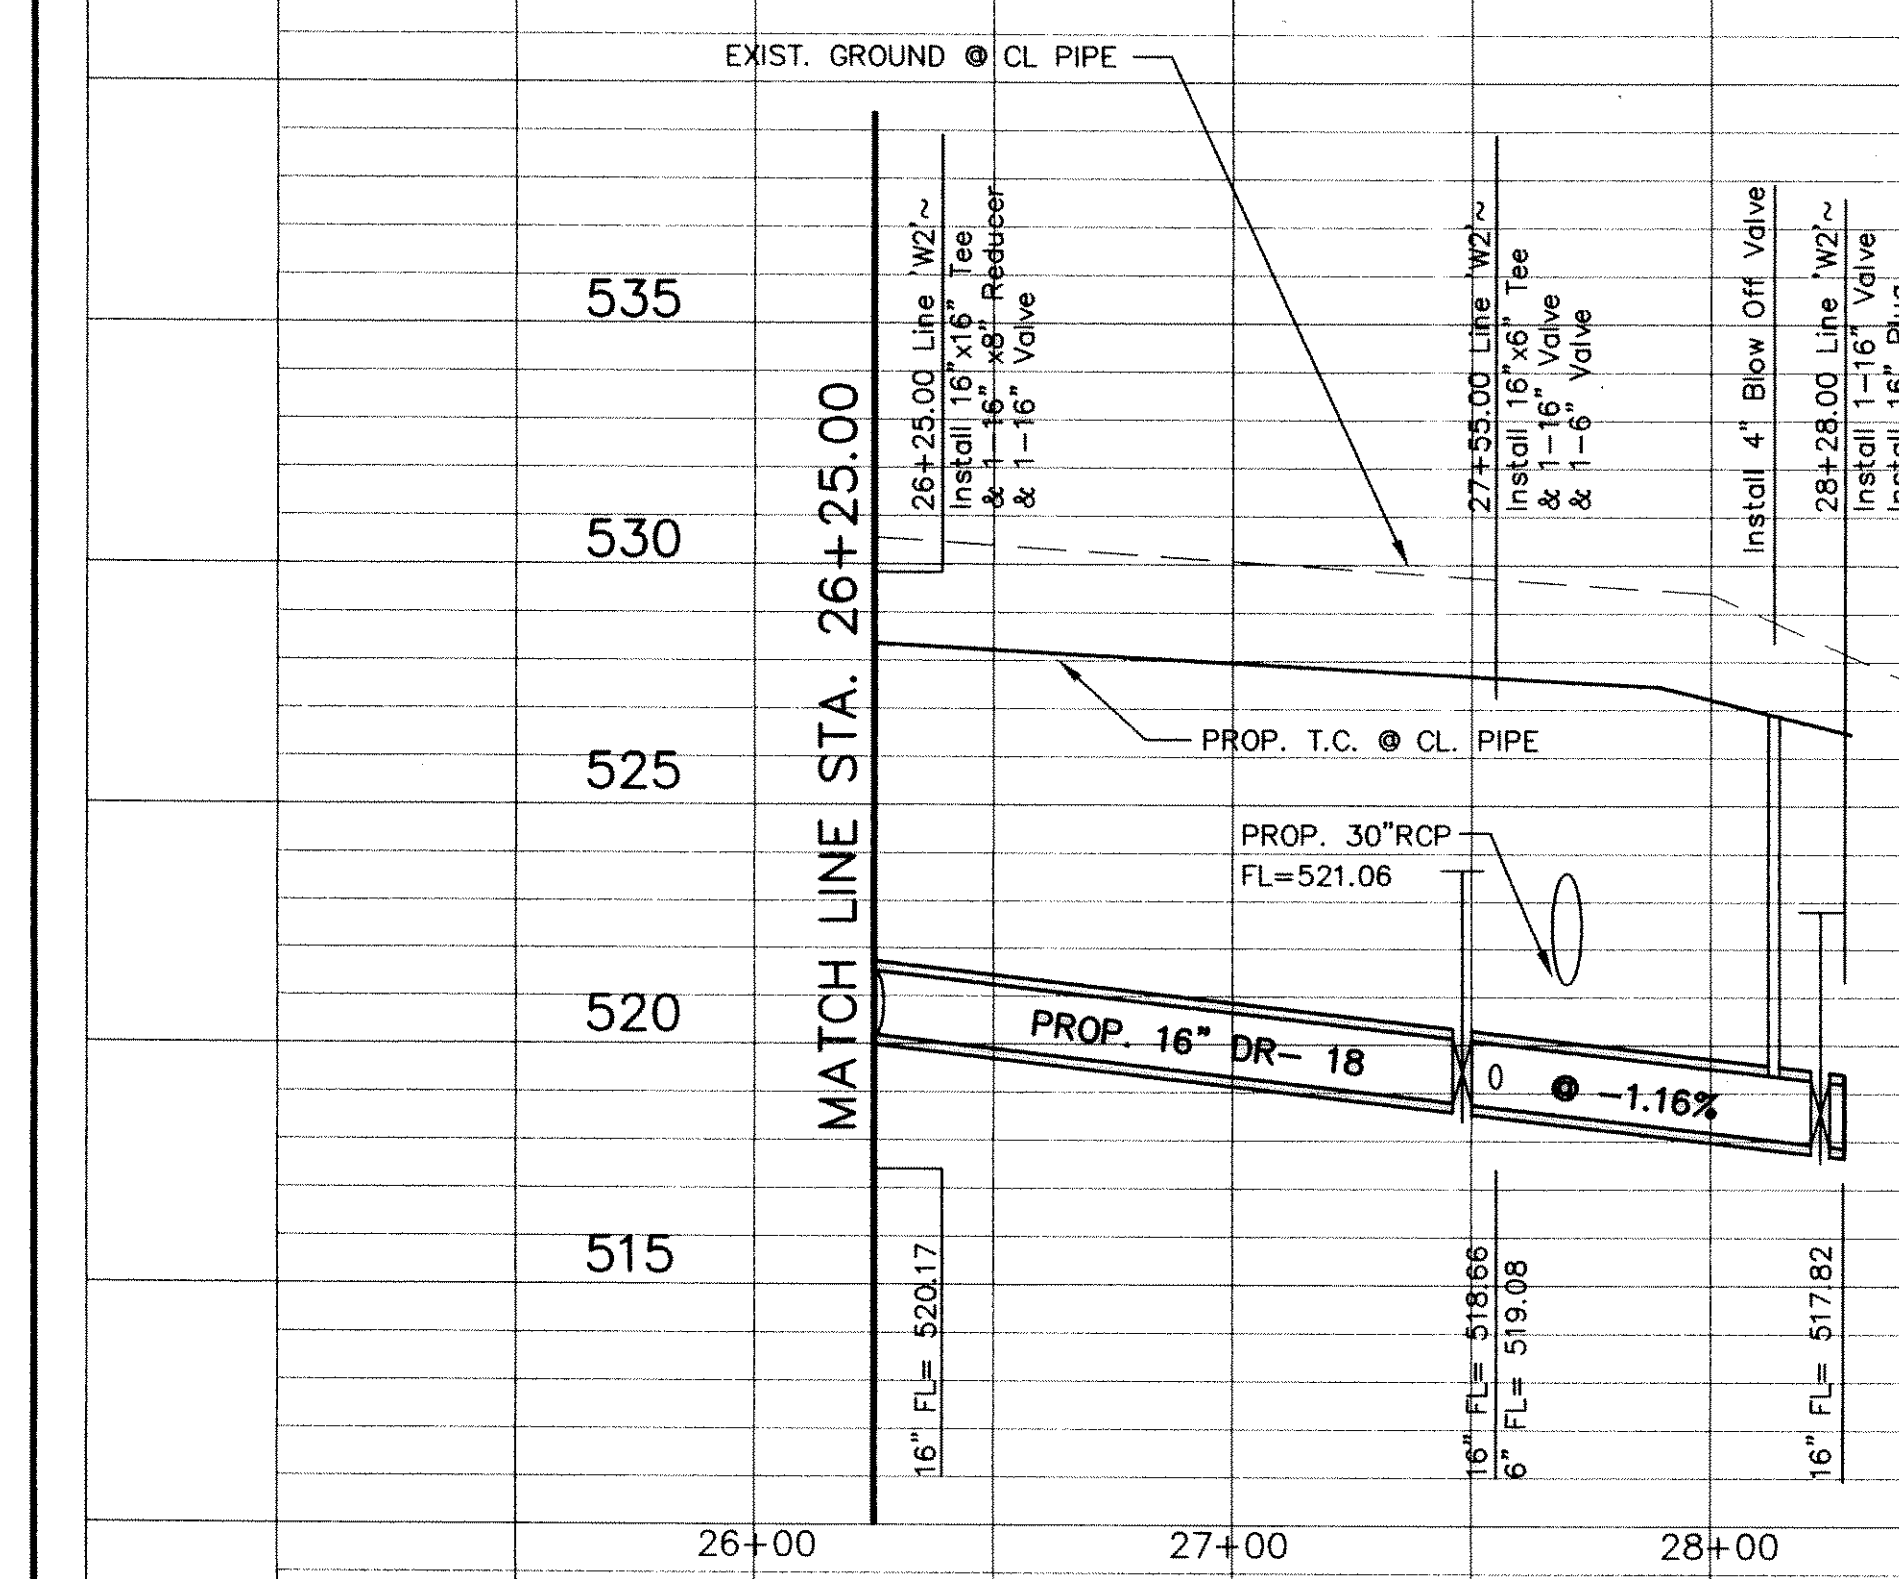 EXIST. GROUND @ CL PIPE
535
530
525
520
515
MATCH LINE STA. 26+25.00
26+25.00 Line 'W2'~
Install 16"x16" Tee
& 1-16" x8" Reducer
& 1-16" Valve
27+55.00 Line 'W2'~
Install 16"x6" Tee
& 1-16" Valve
& 1-6" Valve
Install 4" Blow Off Valve
28+28.00 Line 'W2'~
Install 1-16" Valve
Install 16" Plug
PROP. T.C. @ CL. PIPE
PROP. 30"RCP
FL=521.06
PROP. 16" DR- 18 @ -1.16%
16" FL= 520.17
16" FL= 518.66
6" FL= 519.08
16" FL= 517.82
26+00
27+00
28+00